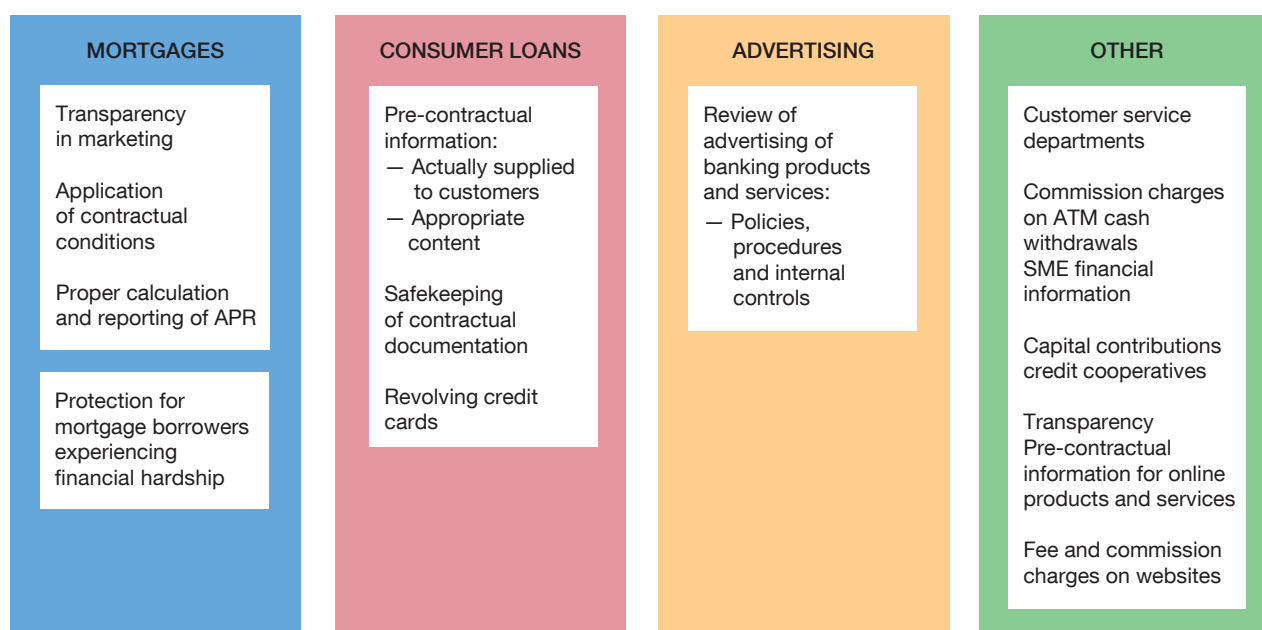 MORTGAGES
Transparency
in marketing
Application
of contractual
conditions
Proper calculation
and reporting of APR
Protection for
mortgage borrowers
experiencing
financial hardship
CONSUMER LOANS
Pre-contractual
information:
— Actually supplied
to customers
— Appropriate
content
Safekeeping
of contractual
documentation
Revolving credit
cards
ADVERTISING
Review of
advertising of
banking products
and services:
— Policies,
procedures
and internal
controls
OTHER
Customer service
departments
Commission charges
on ATM cash
withdrawals
SME financial
information
Capital contributions
credit cooperatives
Transparency
Pre-contractual
information for online
products and services
Fee and commission
charges on websites